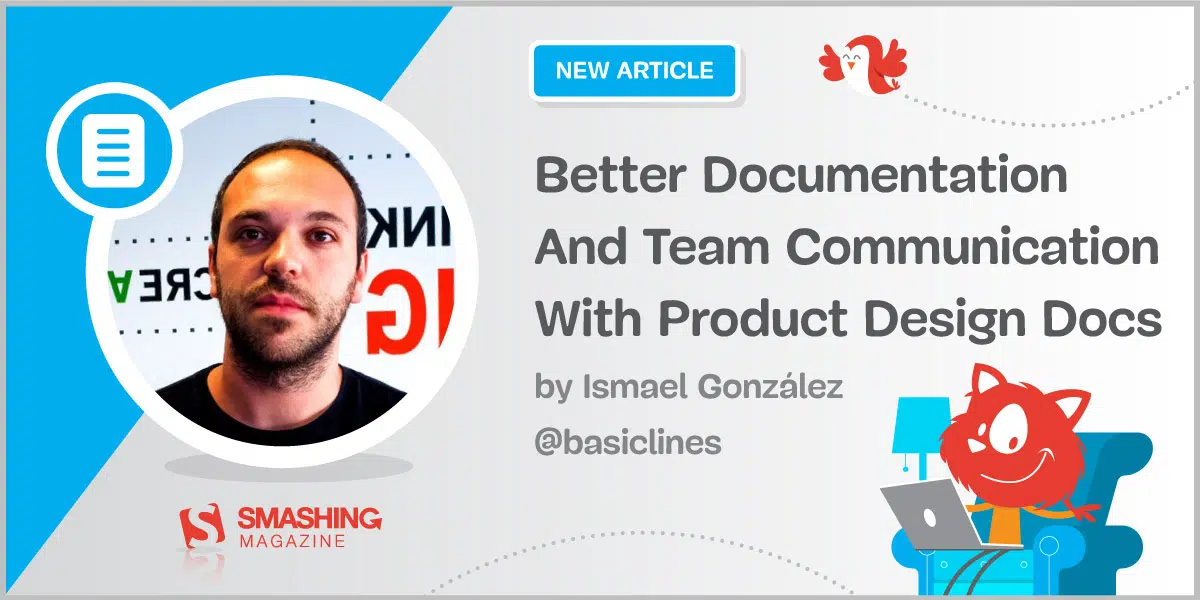 NEW ARTICLE
Better Documentation
And Team Communication
With Product Design Docs
by Ismael González
@basiclines
SMASHING
MAGAZINE